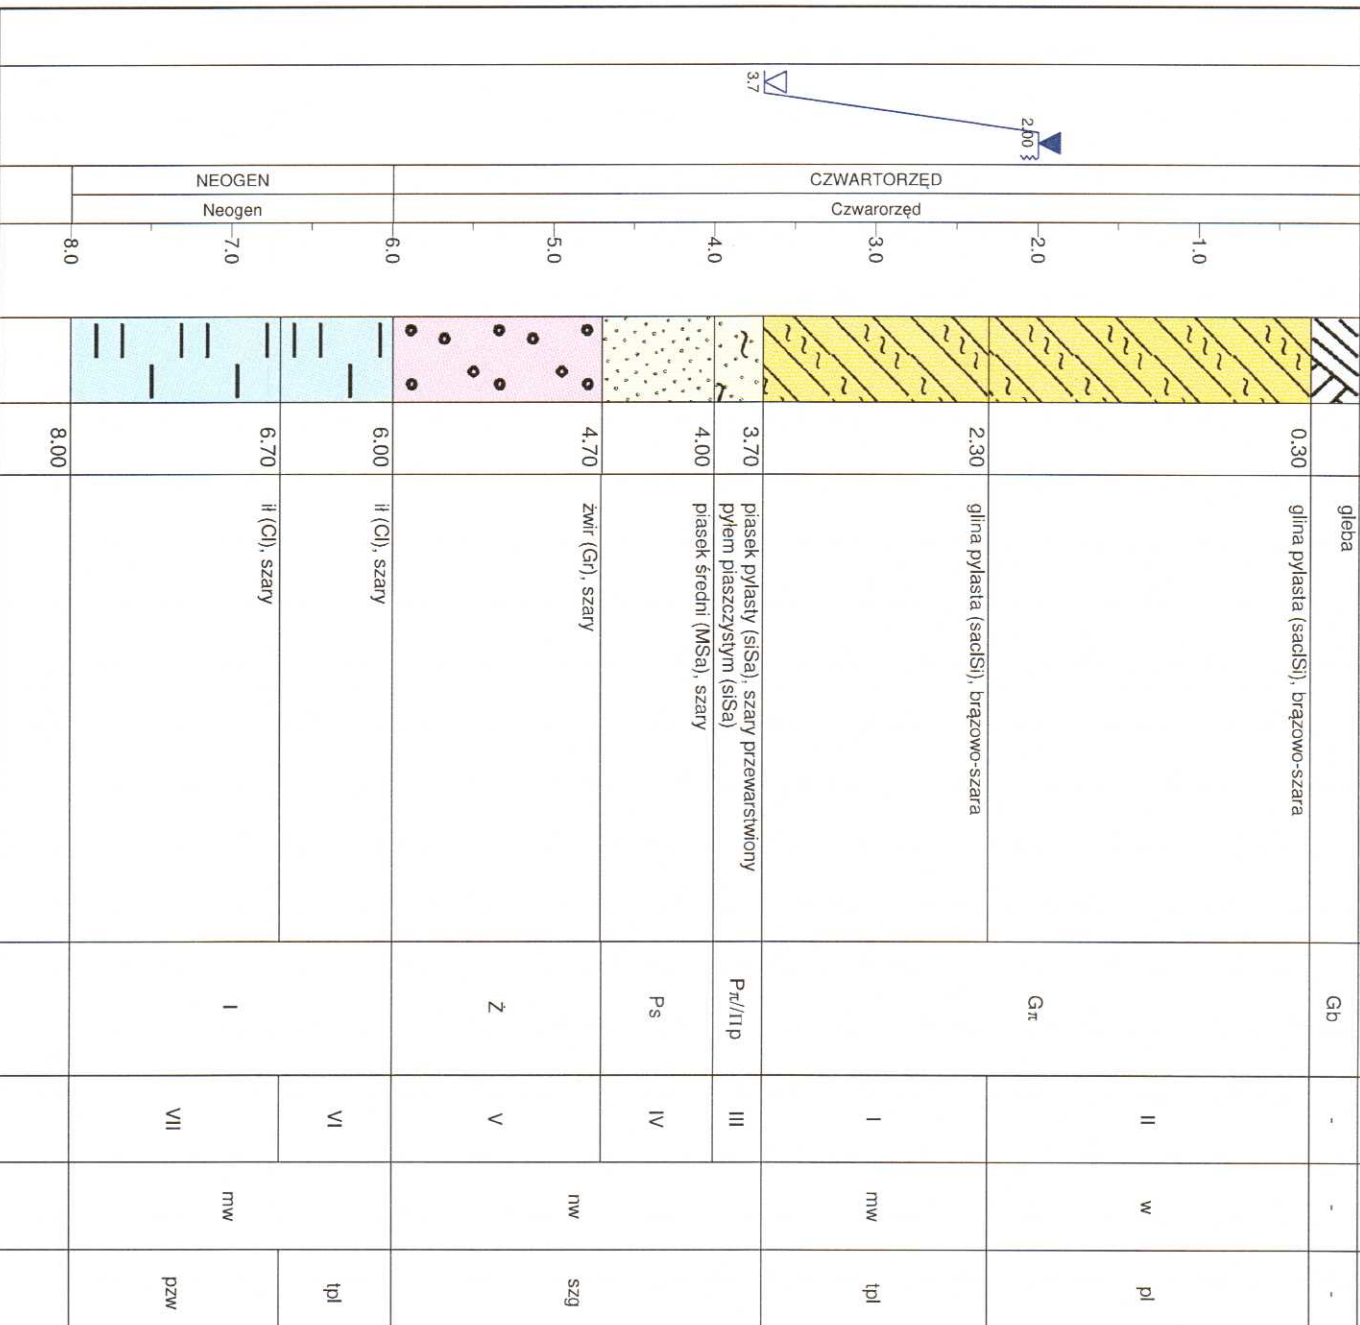 3.7
2.00
CZWARTORZĘD
NEOGEN
Czwarorzęd
Neogen
1.0
2.0
3.0
4.0
5.0
6.0
7.0
8.0
gleba
0.30
glina pylasta (saclSi), brązowo-szara
2.30
glina pylasta (saclSi), brązowo-szara
3.70
piasek pylasty (siSa), szary przewarstwiony
pyłem piaszczystym (siSa)
4.00
piasek średni (MSa), szary
4.70
żwir (Gr), szary
6.00
ił (Cl), szary
6.70
ił (Cl), szary
8.00
Gb
Gπ
Pπ//Πp
Ps
Ż
I
-
II
I
III
IV
V
VI
VII
-
w
mw
nw
mw
-
pl
tpl
szg
tpl
pzw